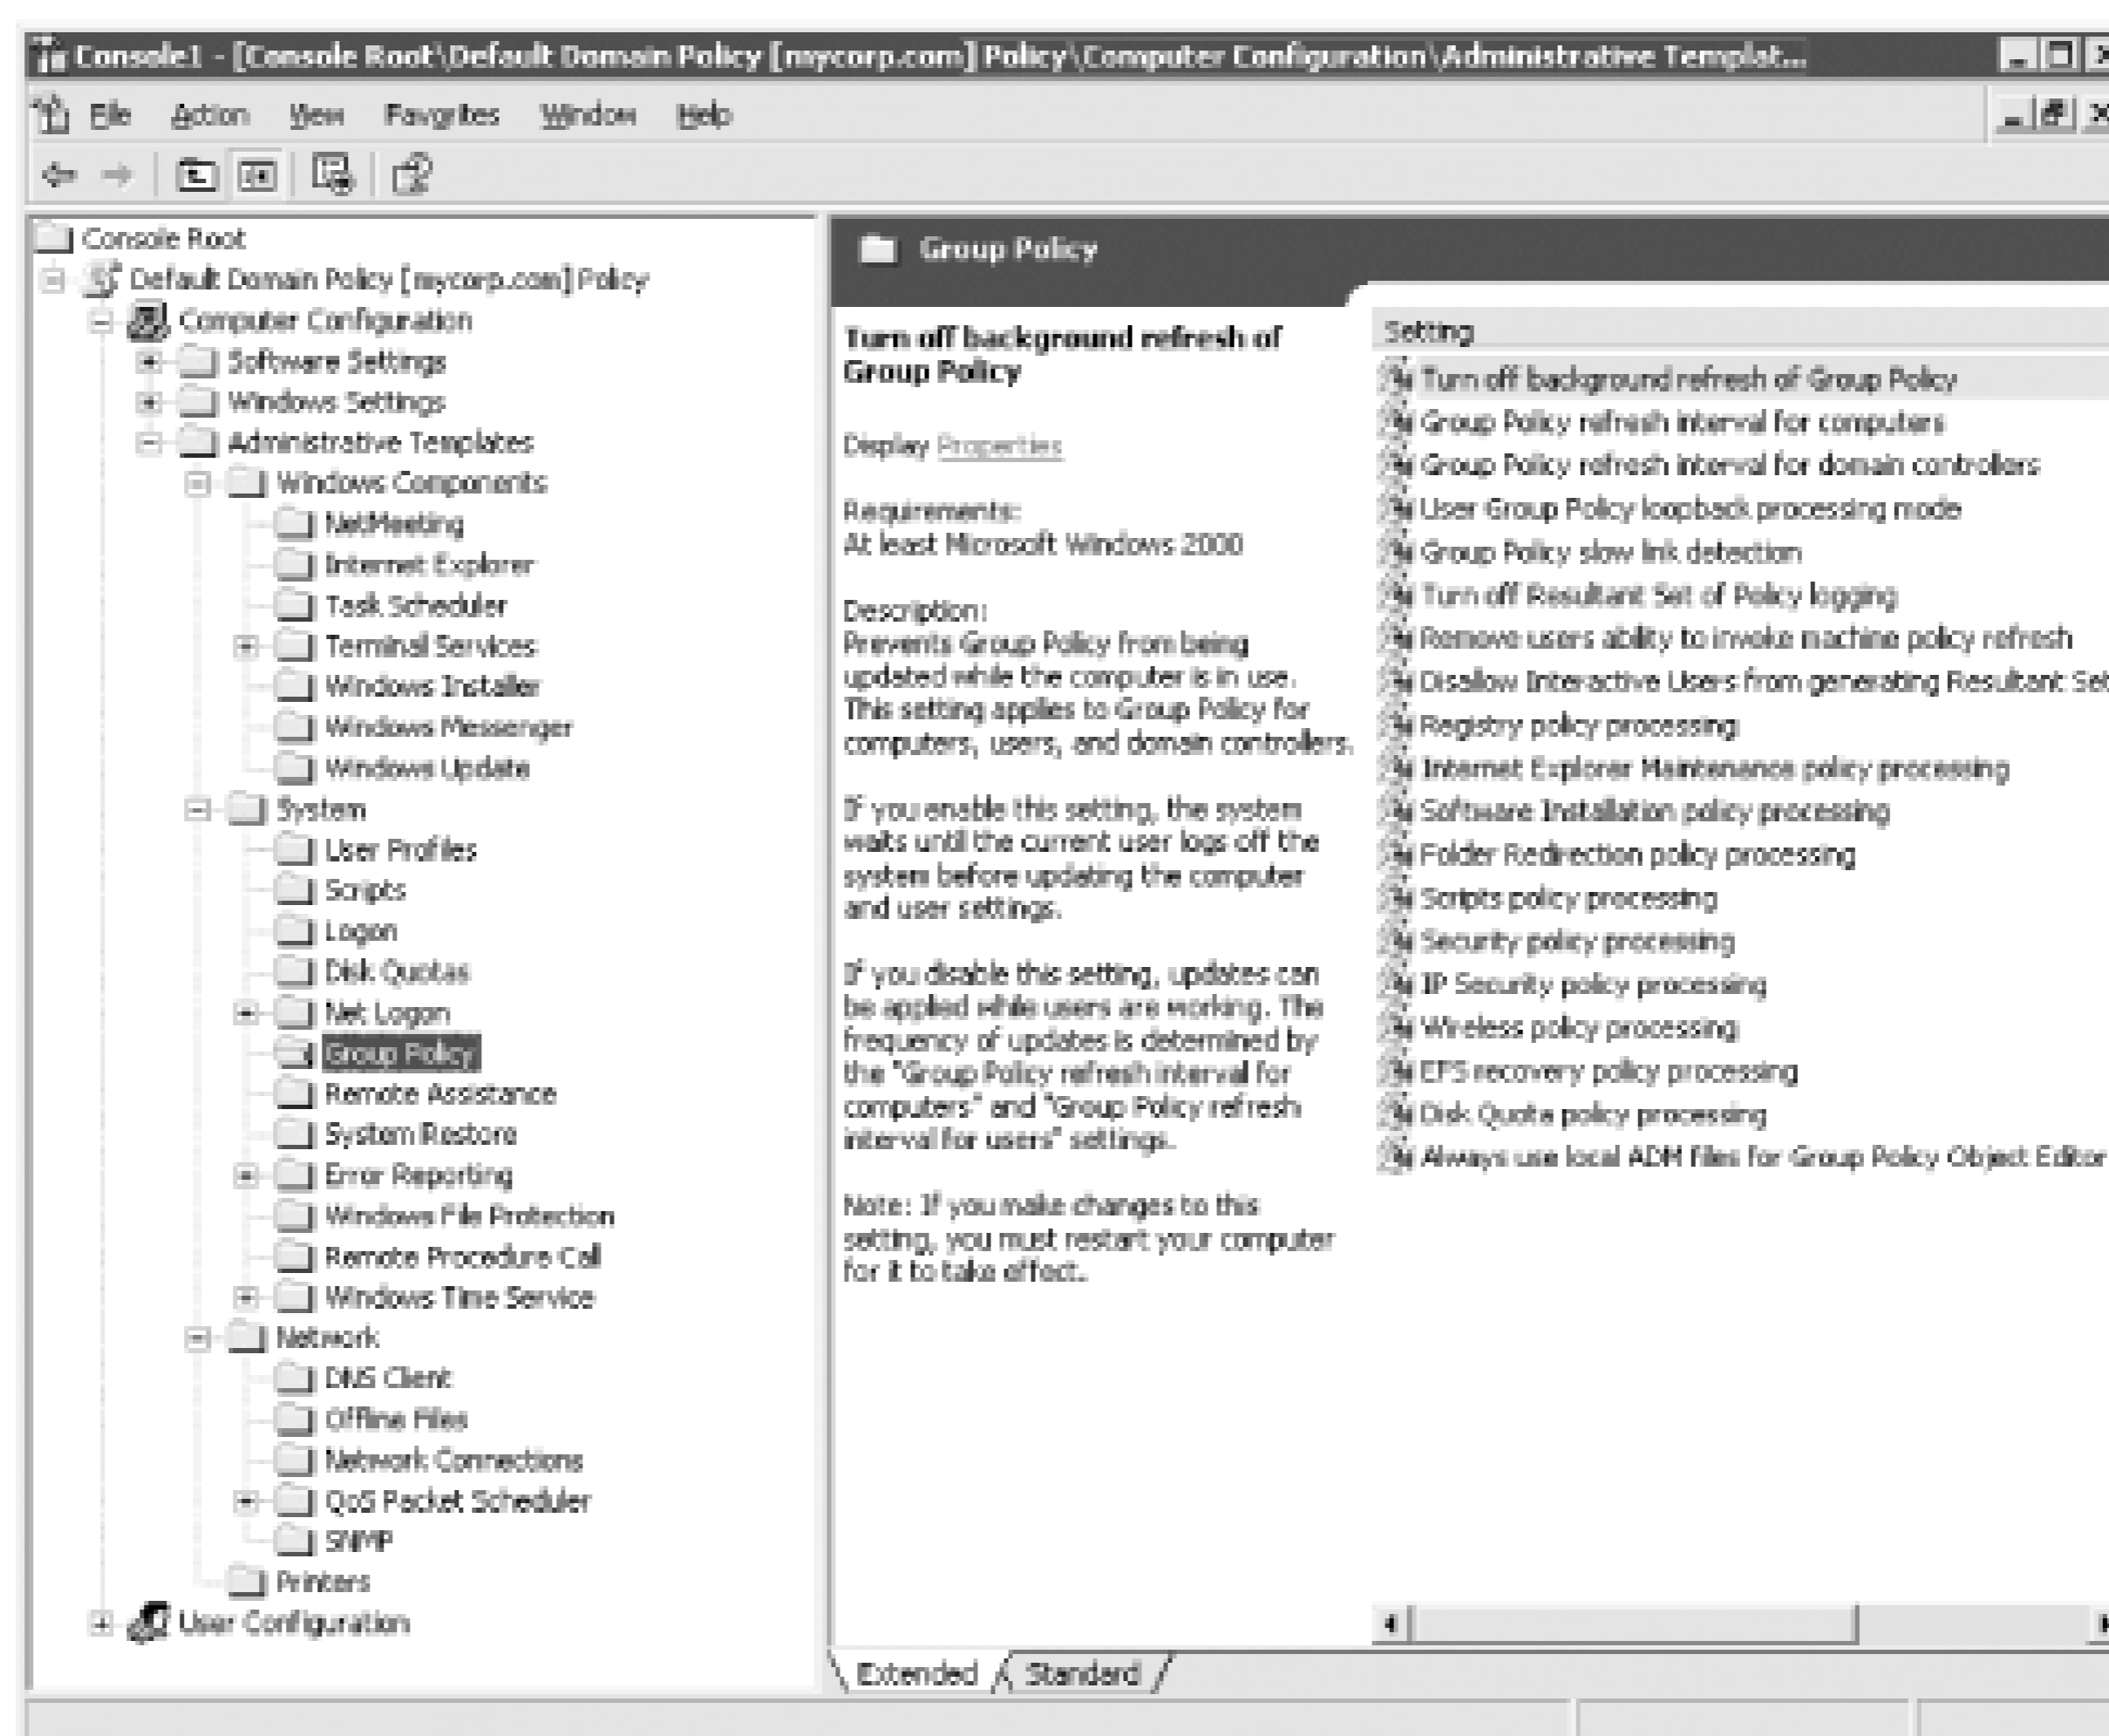 Console1 - [Console Root\Default Domain Policy [mycorp.com] Policy\Computer Configuration\Administrative Templat...
File Action View Favorites Window Help
Console Root
Default Domain Policy [mycorp.com] Policy
Computer Configuration
Software Settings
Windows Settings
Administrative Templates
Windows Components
NetMeeting
Internet Explorer
Task Scheduler
Terminal Services
Windows Installer
Windows Messenger
Windows Update
System
User Profiles
Scripts
Logon
Disk Quotas
Net Logon
Group Policy
Remote Assistance
System Restore
Error Reporting
Windows File Protection
Remote Procedure Call
Windows Time Service
Network
DNS Client
Offline Files
Network Connections
QoS Packet Scheduler
SNMP
Printers
User Configuration
Group Policy
Turn off background refresh of
Group Policy
Display Properties
Requirements:
At least Microsoft Windows 2000
Description:
Prevents Group Policy from being
updated while the computer is in use.
This setting applies to Group Policy for
computers, users, and domain controllers.
If you enable this setting, the system
waits until the current user logs off the
system before updating the computer
and user settings.
If you disable this setting, updates can
be applied while users are working. The
frequency of updates is determined by
the "Group Policy refresh interval for
computers" and "Group Policy refresh
interval for users" settings.
Note: If you make changes to this
setting, you must restart your computer
for it to take effect.
Setting
Turn off background refresh of Group Policy
Group Policy refresh interval for computers
Group Policy refresh interval for domain controllers
User Group Policy loopback processing mode
Group Policy slow link detection
Turn off Resultant Set of Policy logging
Remove users ability to invoke machine policy refresh
Disallow Interactive Users from generating Resultant Set
Registry policy processing
Internet Explorer Maintenance policy processing
Software Installation policy processing
Folder Redirection policy processing
Scripts policy processing
Security policy processing
IP Security policy processing
Wireless policy processing
EFS recovery policy processing
Disk Quota policy processing
Always use local ADM files for Group Policy Object Editor
Extended Standard